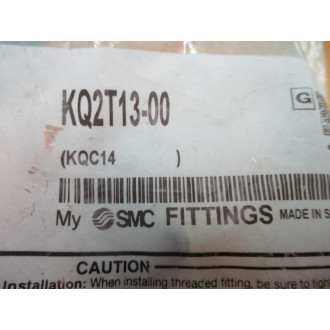 KQ2T13-00
G
(KQC14 )
My SMC FITTINGS MADE IN S
CAUTION
Installation: When installing threaded fitting, be sure to tigh